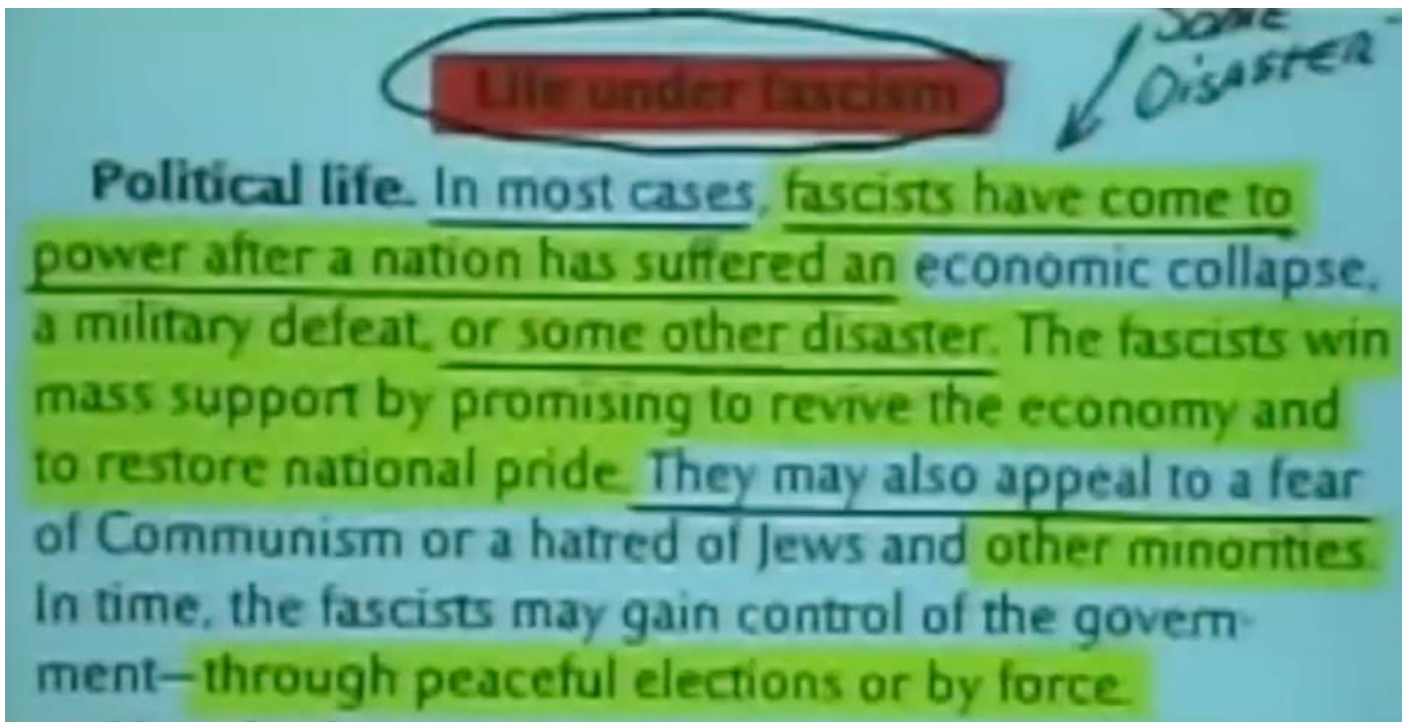 SOME
DISASTER
Life under fascism
Political life. In most cases, fascists have come to
power after a nation has suffered an economic collapse,
a military defeat, or some other disaster. The fascists win
mass support by promising to revive the economy and
to restore national pride. They may also appeal to a fear
of Communism or a hatred of Jews and other minorities.
In time, the fascists may gain control of the govern-
ment—through peaceful elections or by force.